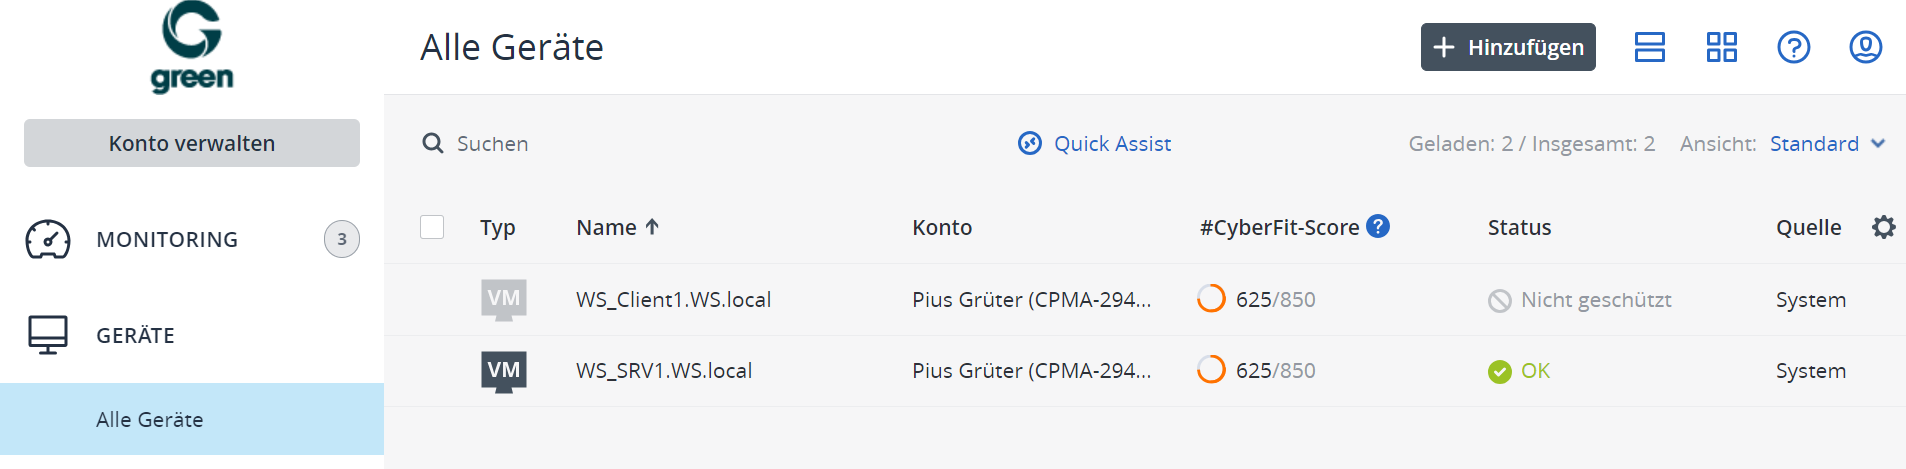 green
Konto verwalten
MONITORING 3
GERÄTE
Alle Geräte
Alle Geräte
+ Hinzufügen ?
Suchen Quick Assist Geladen: 2 / Insgesamt: 2 Ansicht: Standard
Typ Name ↑ Konto #CyberFit-Score ? Status Quelle
VM WS_Client1.WS.local Pius Grüter (CPMA-294... 625/850 Nicht geschützt System
VM WS_SRV1.WS.local Pius Grüter (CPMA-294... 625/850 OK System